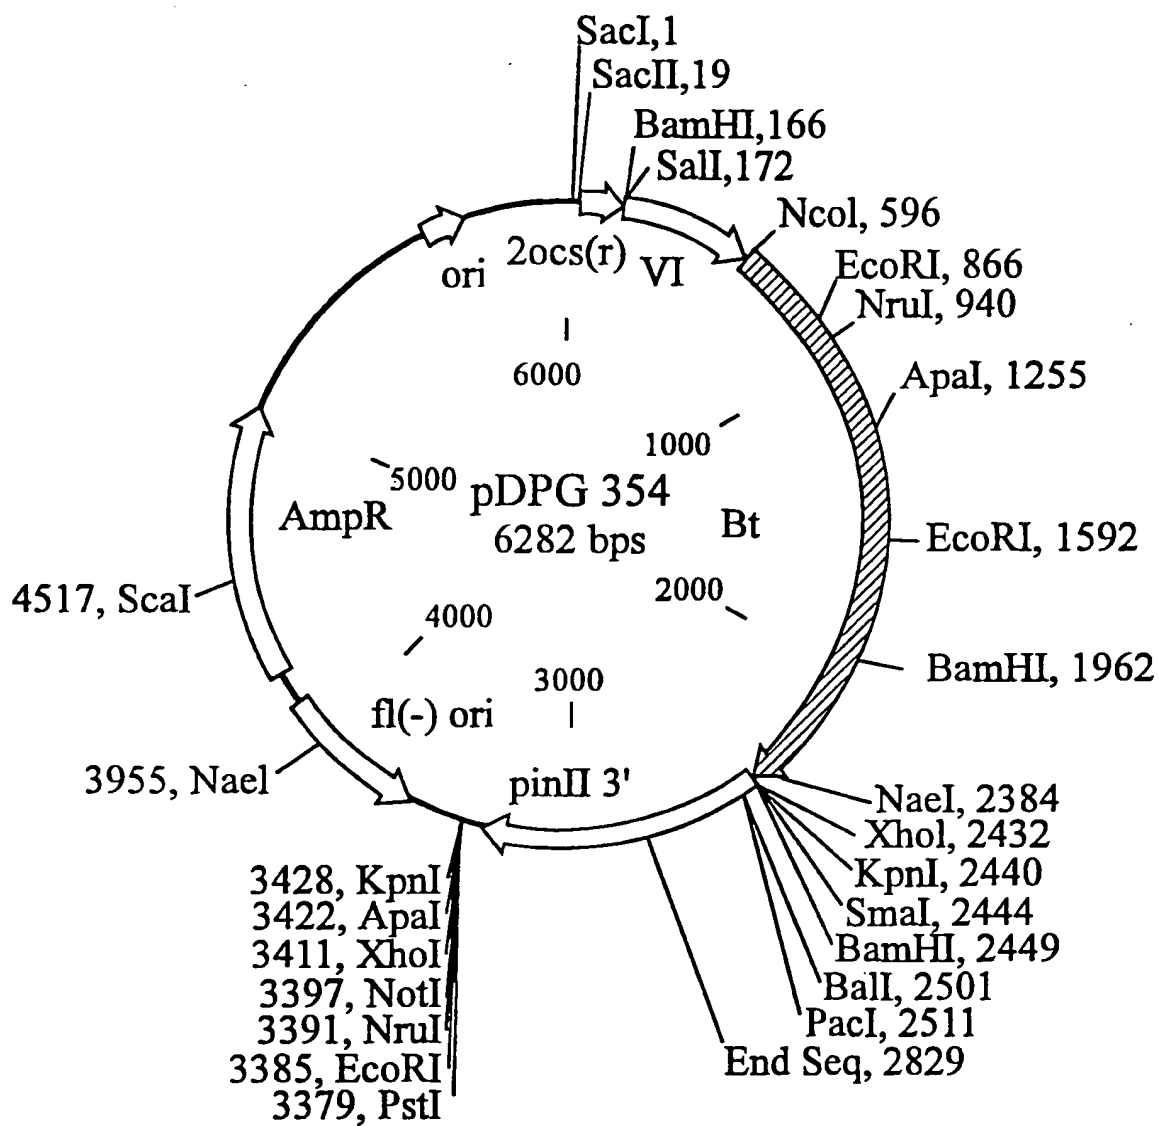 SacI,1
SacII,19
BamHI,166
SalI,172
NcoI, 596
EcoRI, 866
NruI, 940
ApaI, 1255
EcoRI, 1592
BamHI, 1962
NaeI, 2384
XhoI, 2432
KpnI, 2440
SmaI, 2444
BamHI, 2449
BalI, 2501
PacI, 2511
End Seq, 2829
3379, PstI
3385, EcoRI
3391, NruI
3397, NotI
3411, XhoI
3422, ApaI
3428, KpnI
3955, NaeI
4517, ScaI
ori
2ocs(r)
VI
Bt
pinII 3'
fl(-) ori
AmpR
6000
1000
2000
3000
4000
5000
pDPG 354
6282 bps